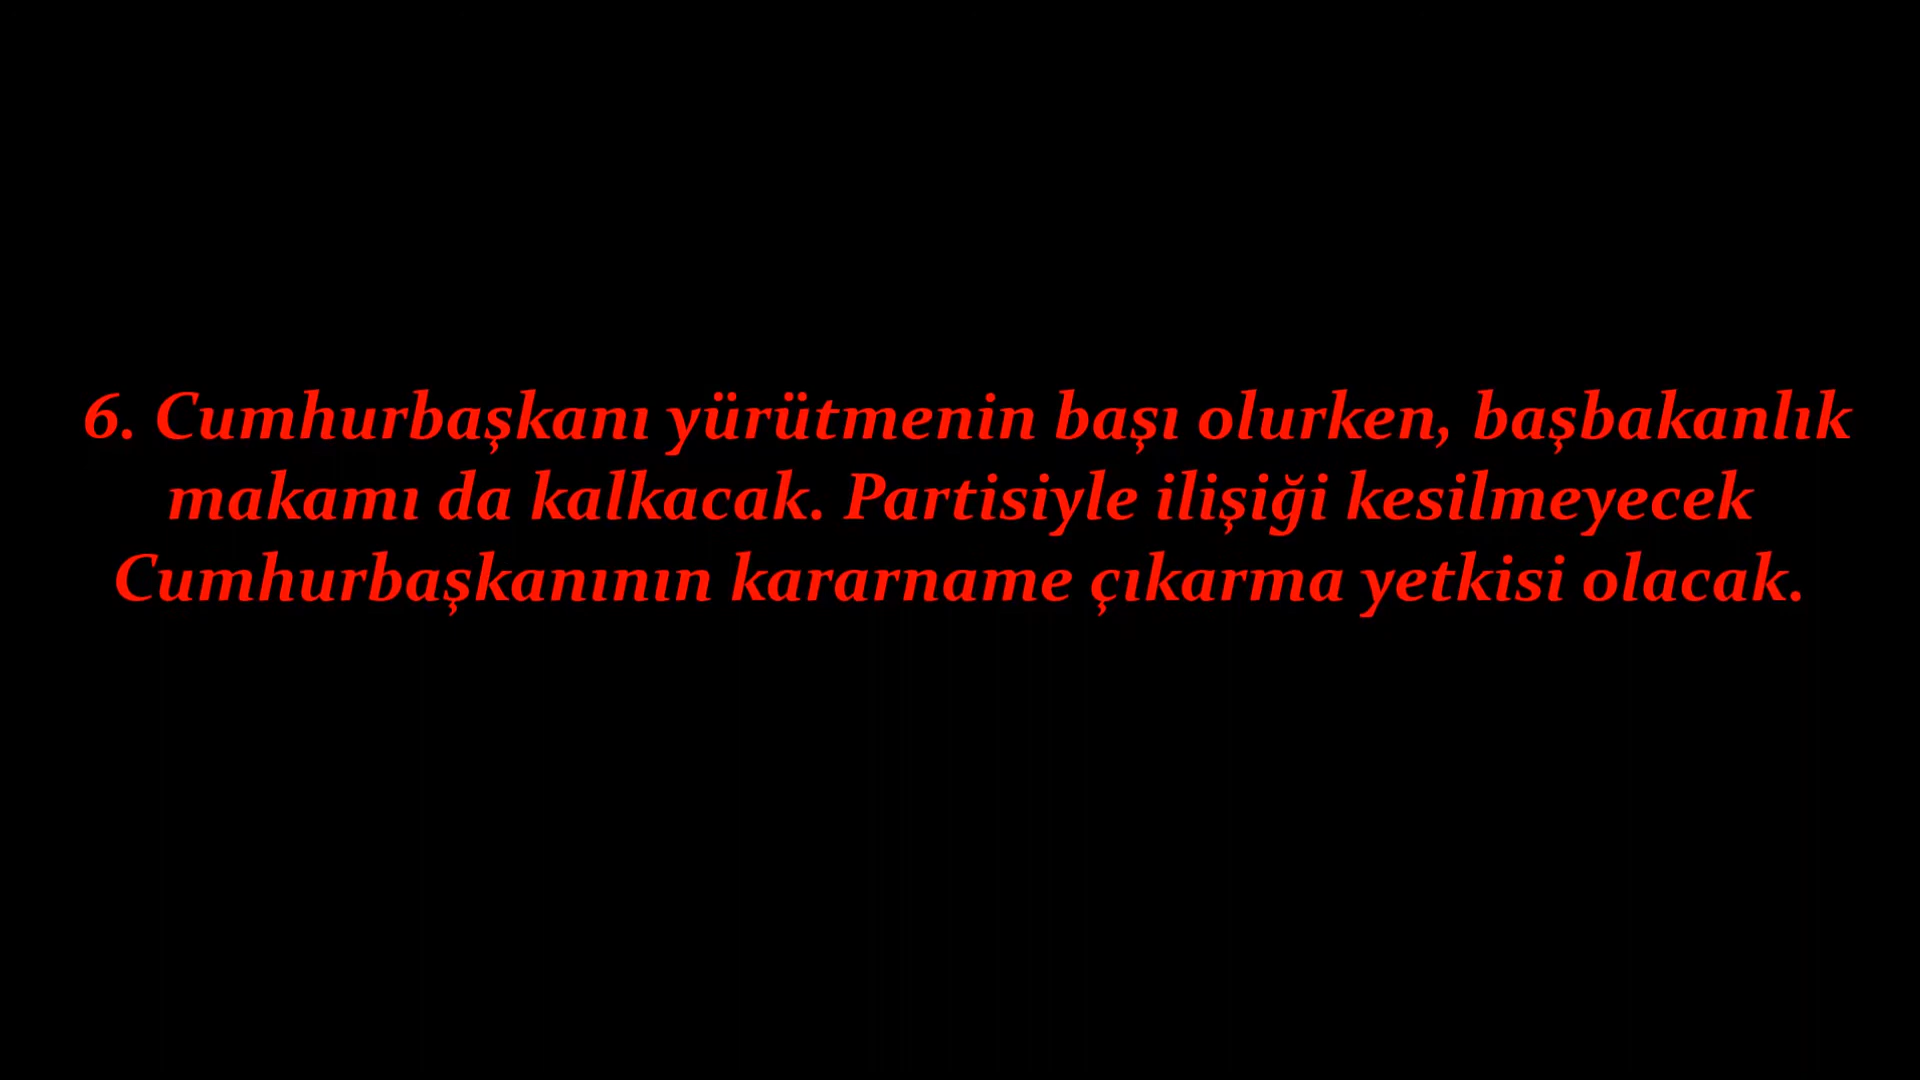 6. Cumhurbaşkanı yürütmenin başı olurken, başbakanlık
makamı da kalkacak. Partisiyle ilişiği kesilmeyecek
Cumhurbaşkanının kararname çıkarma yetkisi olacak.